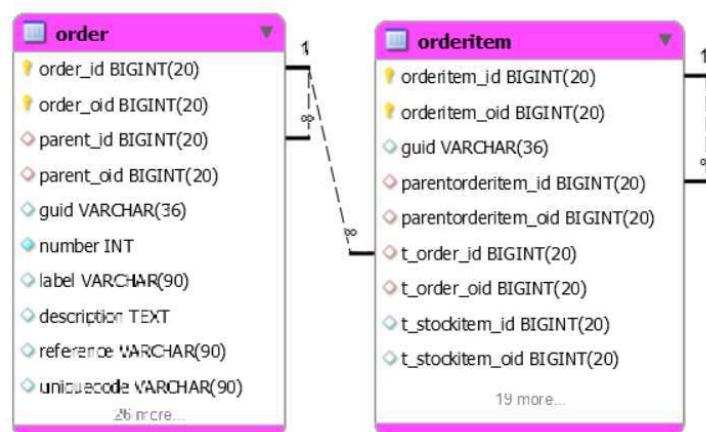 order
1
order_id BIGINT(20)
order_oid BIGINT(20)
∞
parent_id BIGINT(20)
parent_oid BIGINT(20)
guid VARCHAR(36)
number INT
∞
label VARCHAR(90)
description TEXT
reference VARCHAR(90)
uniquecode VARCHAR(90)
26 more...
orderitem
1
orderitem_id BIGINT(20)
orderitem_oid BIGINT(20)
guid VARCHAR(36)
parentorderitem_id BIGINT(20)
parentorderitem_oid BIGINT(20)
t_order_id BIGINT(20)
t_order_oid BIGINT(20)
t_stockitem_id BIGINT(20)
t_stockitem_oid BIGINT(20)
19 more...